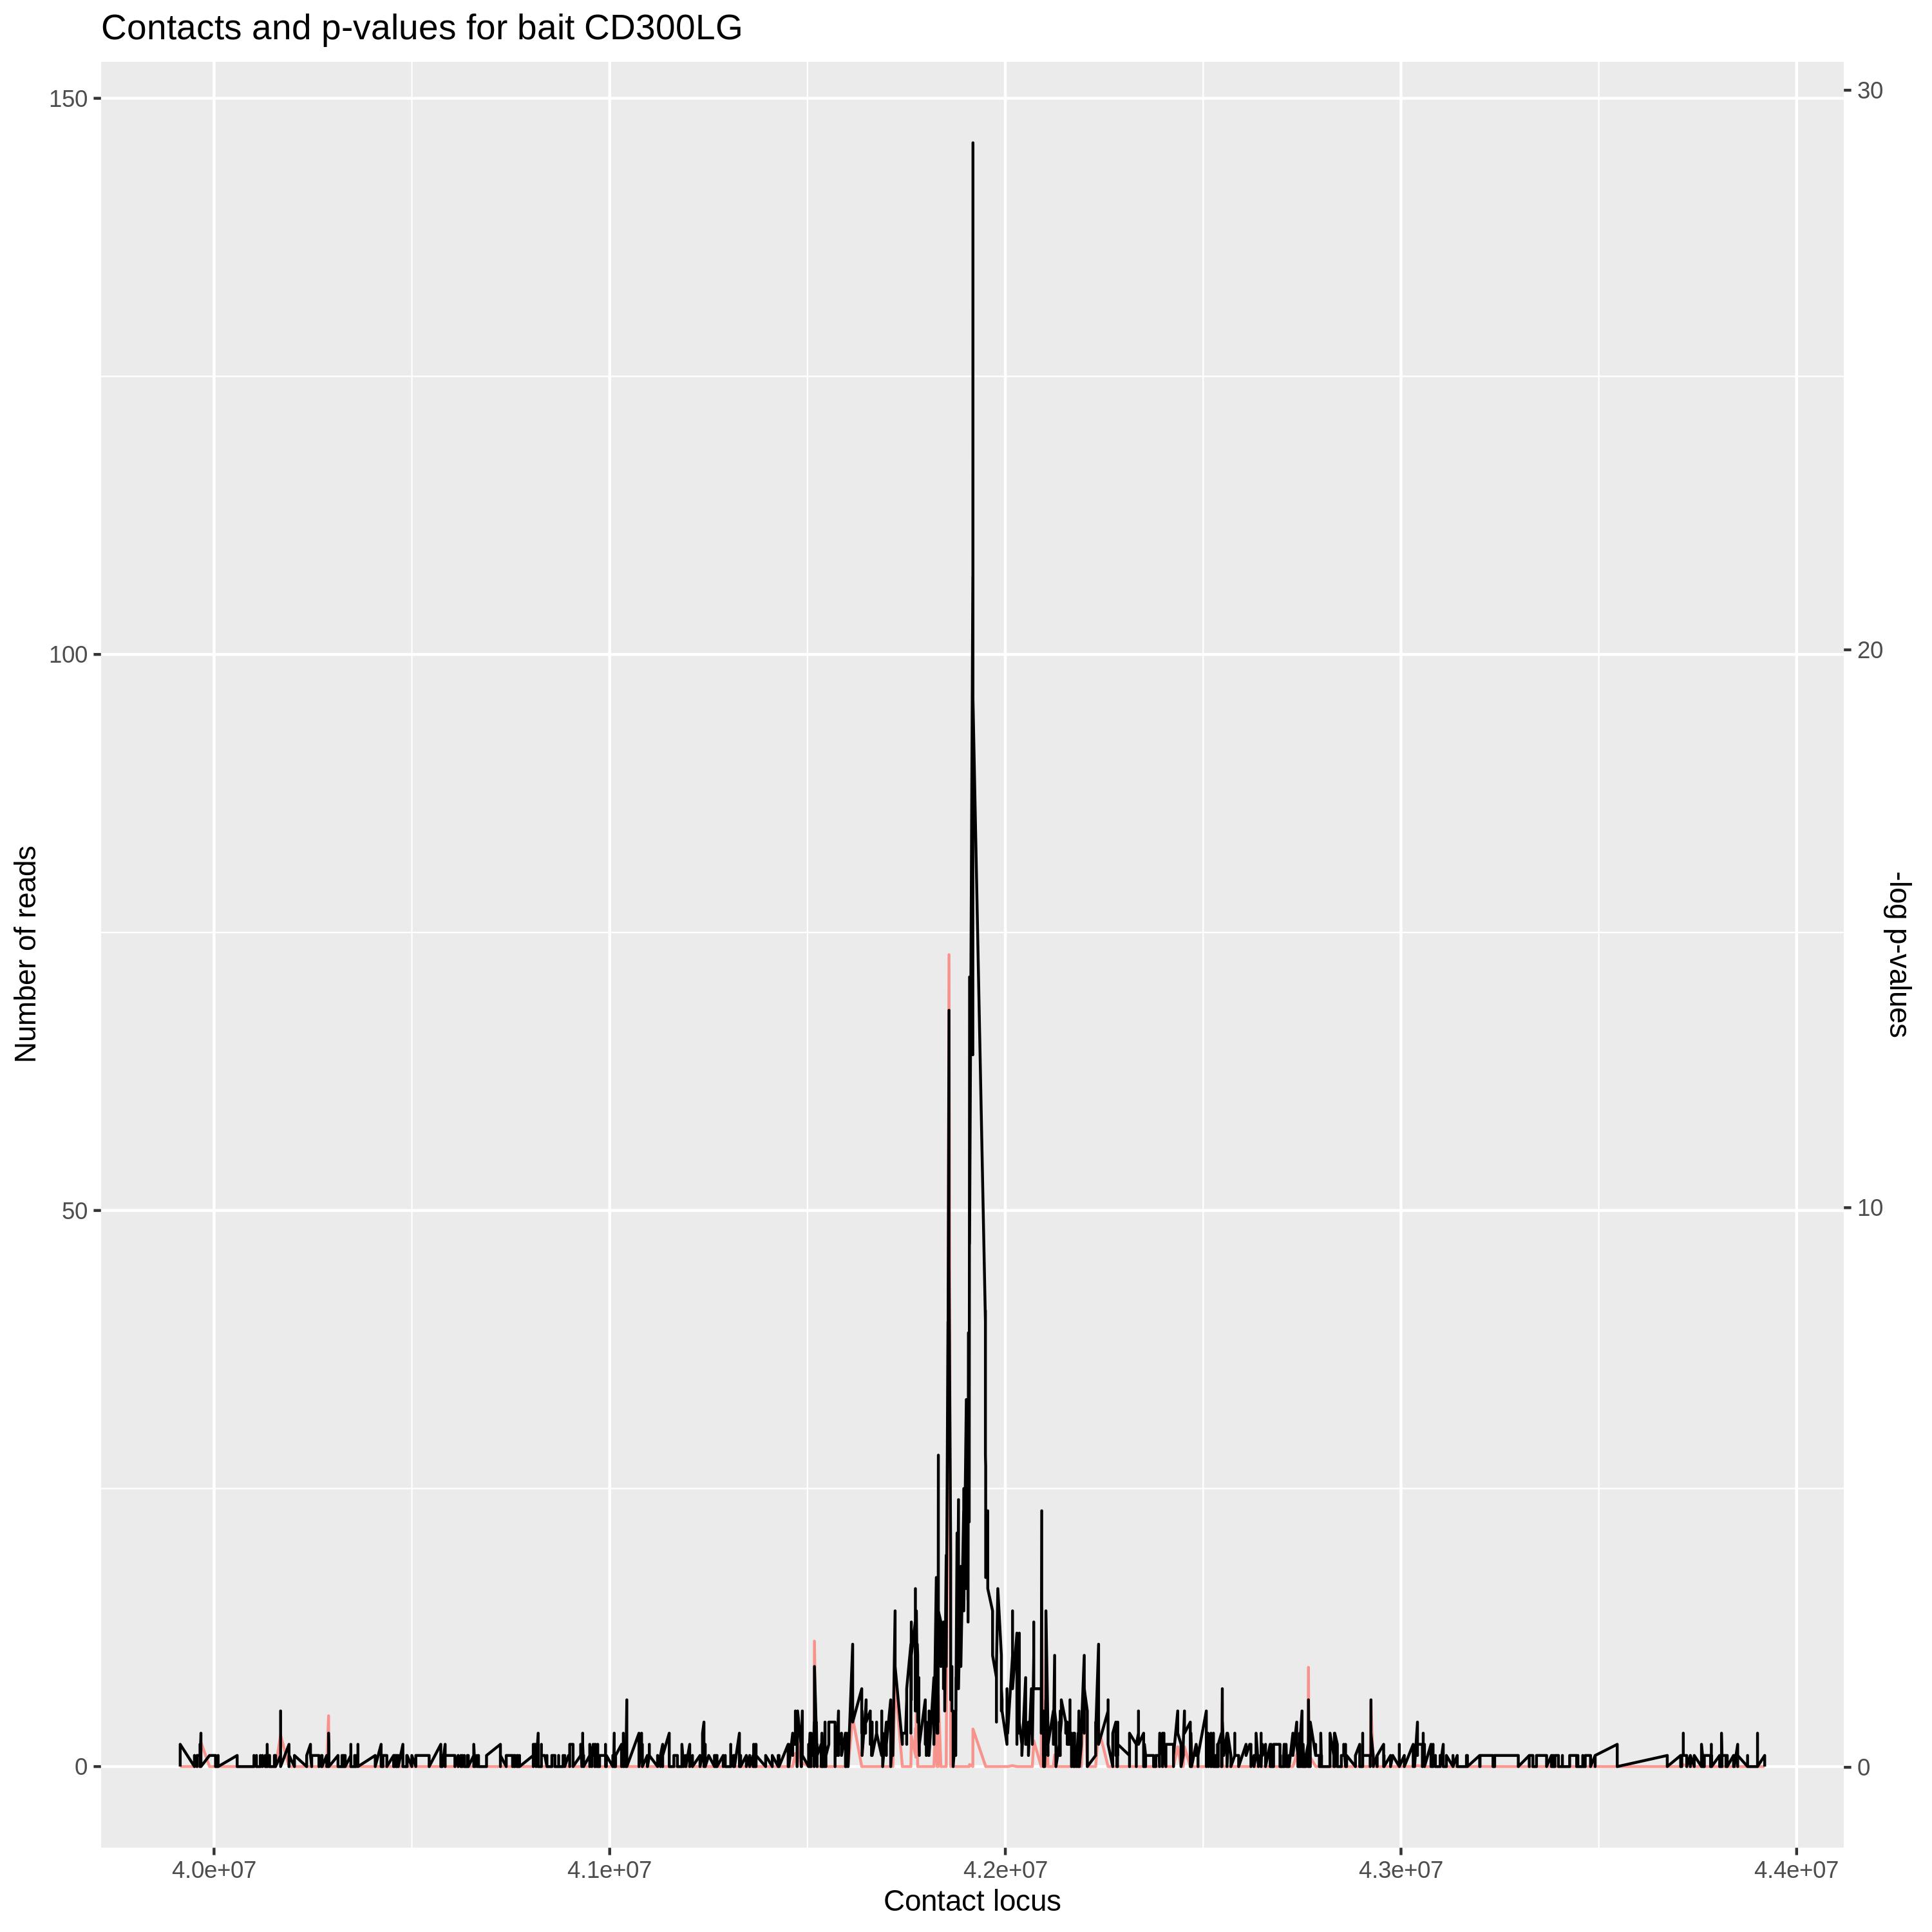 Contacts and p-values for bait CD300LG
150
100
50
0
30
20
10
0
Number of reads
-log p-values
4.0e+07
4.1e+07
4.2e+07
4.3e+07
4.4e+07
Contact locus